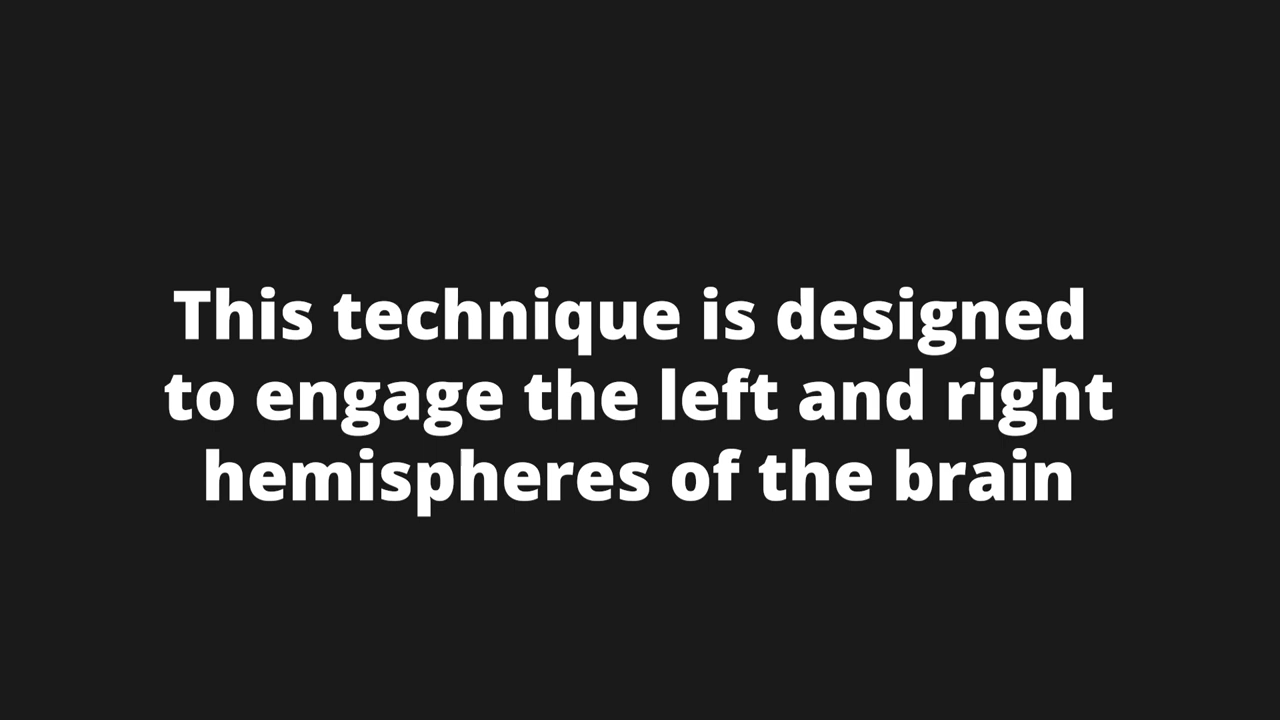 This technique is designed
to engage the left and right
hemispheres of the brain